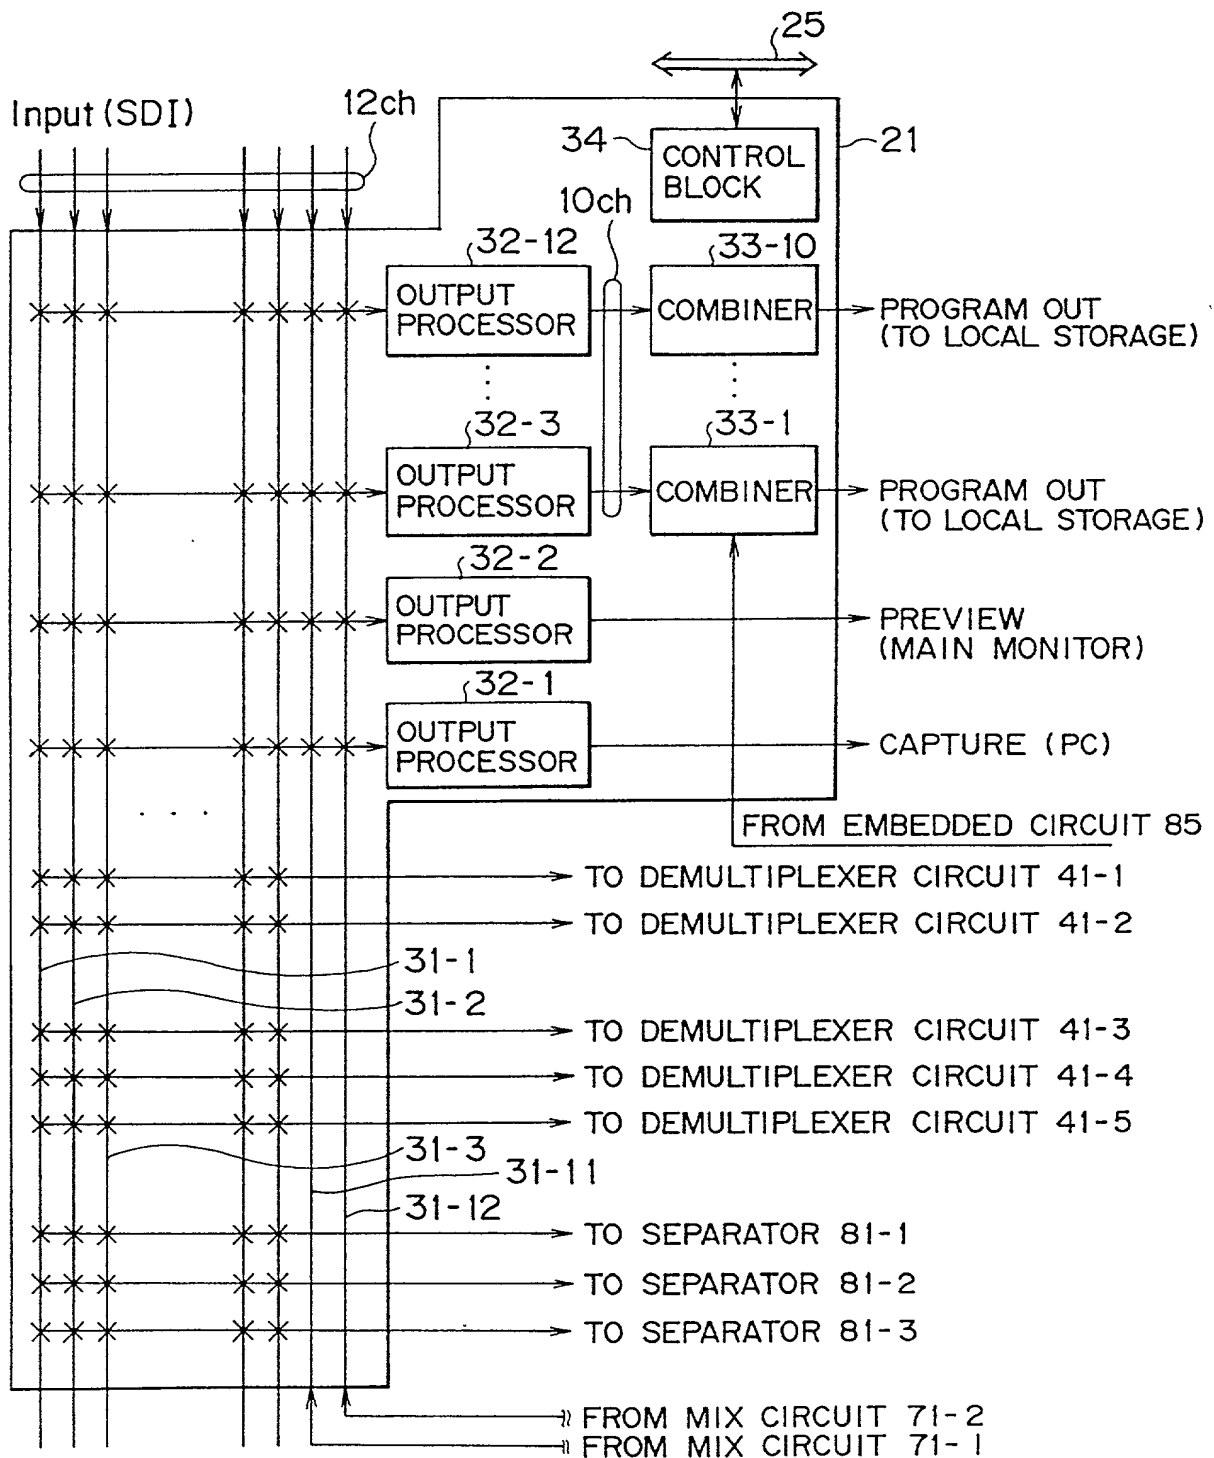 25
Input (SDI)
12ch
34
CONTROL
BLOCK
21
10ch
32-12
OUTPUT
PROCESSOR
33-10
COMBINER
PROGRAM OUT
(TO LOCAL STORAGE)
32-3
OUTPUT
PROCESSOR
33-1
COMBINER
PROGRAM OUT
(TO LOCAL STORAGE)
32-2
OUTPUT
PROCESSOR
PREVIEW
(MAIN MONITOR)
32-1
OUTPUT
PROCESSOR
CAPTURE (PC)
FROM EMBEDDED CIRCUIT 85
TO DEMULTIPLEXER CIRCUIT 41-1
TO DEMULTIPLEXER CIRCUIT 41-2
31-1
31-2
TO DEMULTIPLEXER CIRCUIT 41-3
TO DEMULTIPLEXER CIRCUIT 41-4
TO DEMULTIPLEXER CIRCUIT 41-5
31-3
31-11
31-12
TO SEPARATOR 81-1
TO SEPARATOR 81-2
TO SEPARATOR 81-3
FROM MIX CIRCUIT 71-2
FROM MIX CIRCUIT 71-1